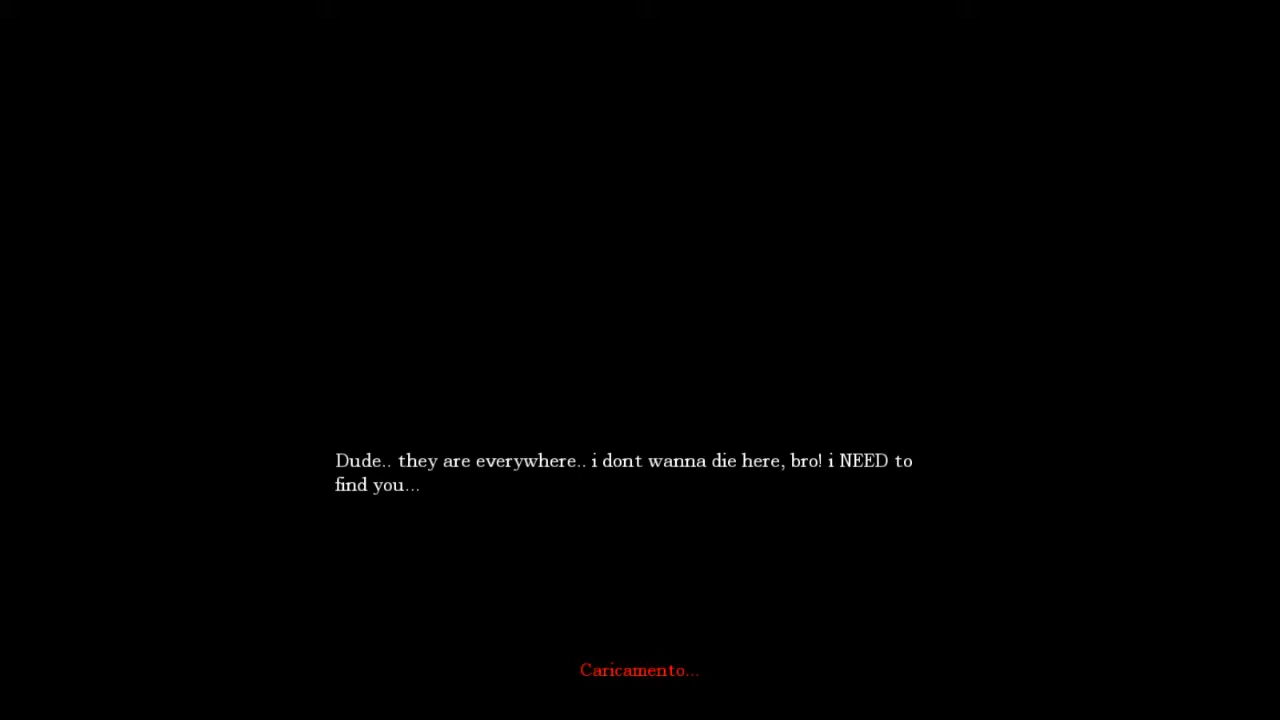 Dude.. they are everywhere.. i dont wanna die here, bro! i NEED to
find you...
Caricamento...